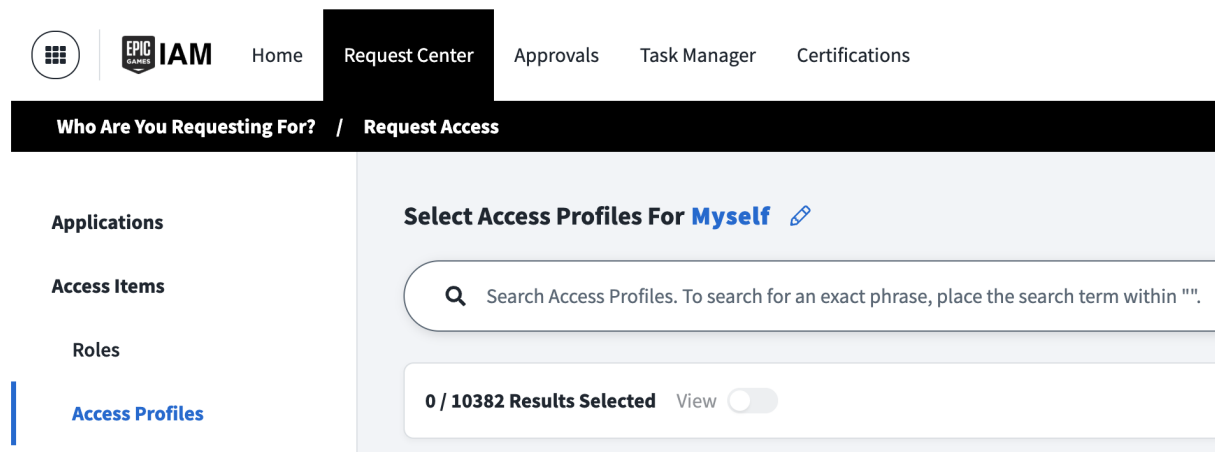 EPIC GAMES IAM Home Request Center Approvals Task Manager Certifications
Who Are You Requesting For? / Request Access
Applications
Access Items
Roles
Access Profiles
Select Access Profiles For Myself
Search Access Profiles. To search for an exact phrase, place the search term within "".
0 / 10382 Results Selected View